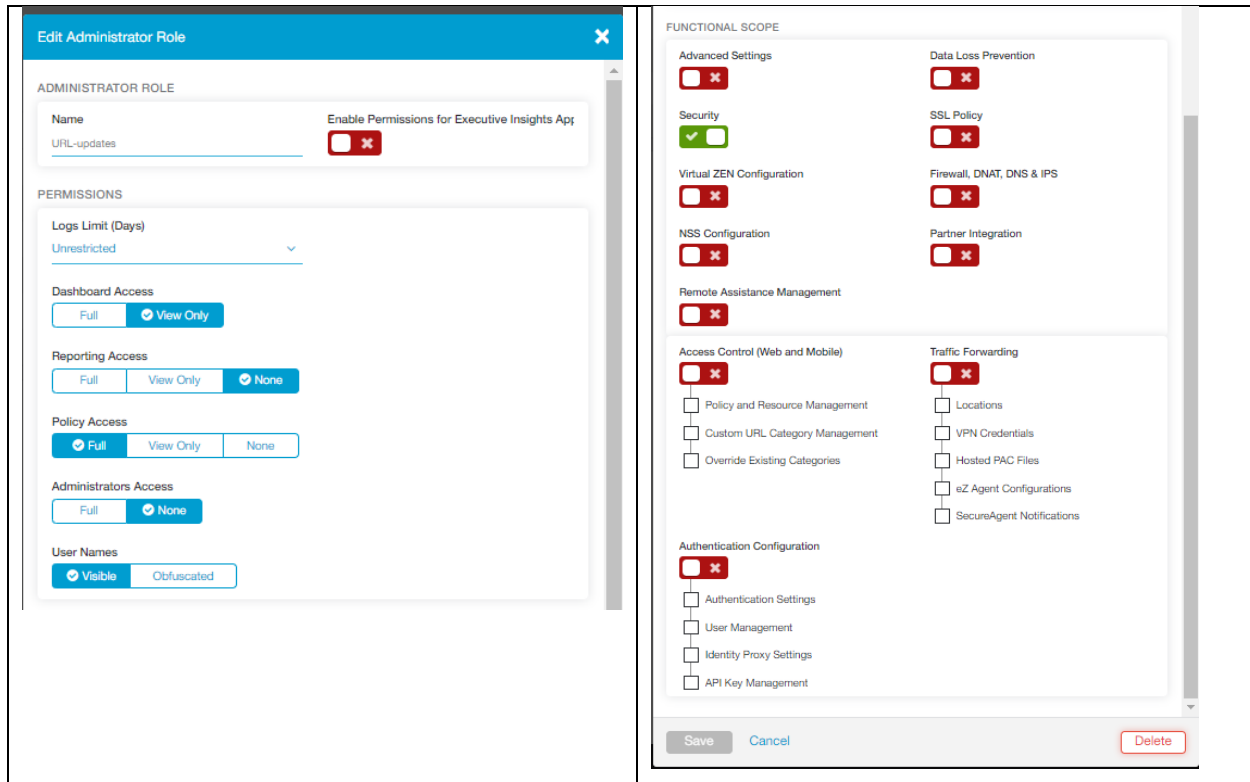 Edit Administrator Role
ADMINISTRATOR ROLE
Name
Enable Permissions for Executive Insights App
URL-updates
PERMISSIONS
Logs Limit (Days)
Unrestricted
Dashboard Access
Full View Only
Reporting Access
Full View Only None
Policy Access
Full View Only None
Administrators Access
Full None
User Names
Visible Obfuscated
FUNCTIONAL SCOPE
Advanced Settings
Data Loss Prevention
Security
SSL Policy
Virtual ZEN Configuration
Firewall, DNAT, DNS & IPS
NSS Configuration
Partner Integration
Remote Assistance Management
Access Control (Web and Mobile)
Policy and Resource Management
Custom URL Category Management
Override Existing Categories
Traffic Forwarding
Locations
VPN Credentials
Hosted PAC Files
eZ Agent Configurations
SecureAgent Notifications
Authentication Configuration
Authentication Settings
User Management
Identity Proxy Settings
API Key Management
Save Cancel Delete